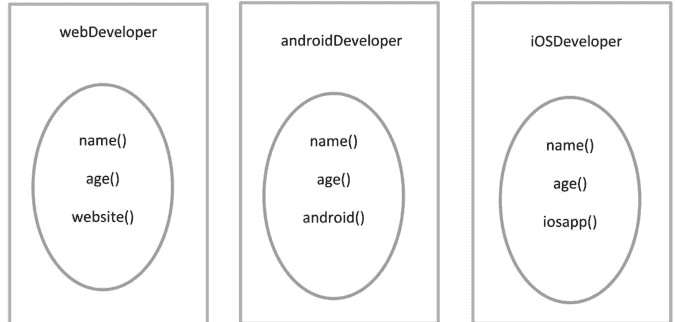 webDeveloper
name()
age()
website()
androidDeveloper
name()
age()
android()
iOSDeveloper
name()
age()
iosapp()